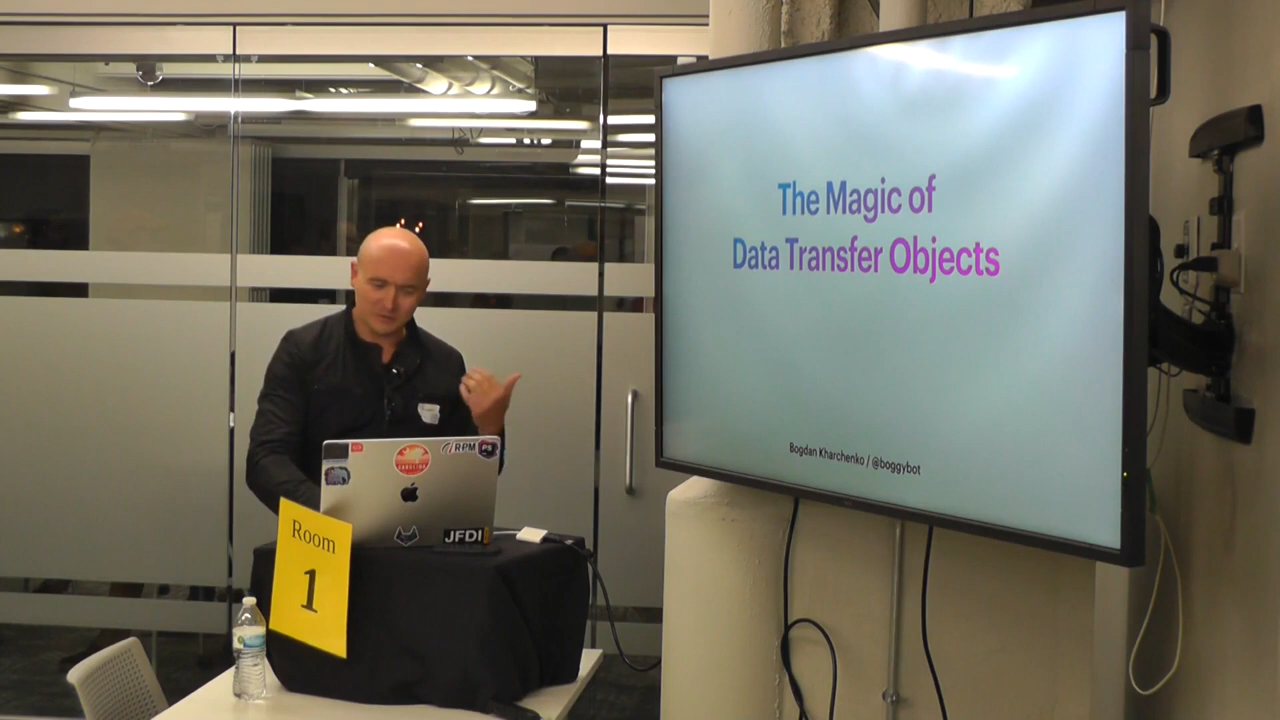 The Magic of
Data Transfer Objects
Bogdan Kharchenko / @boggybot
Room
1
RPM
JFDI